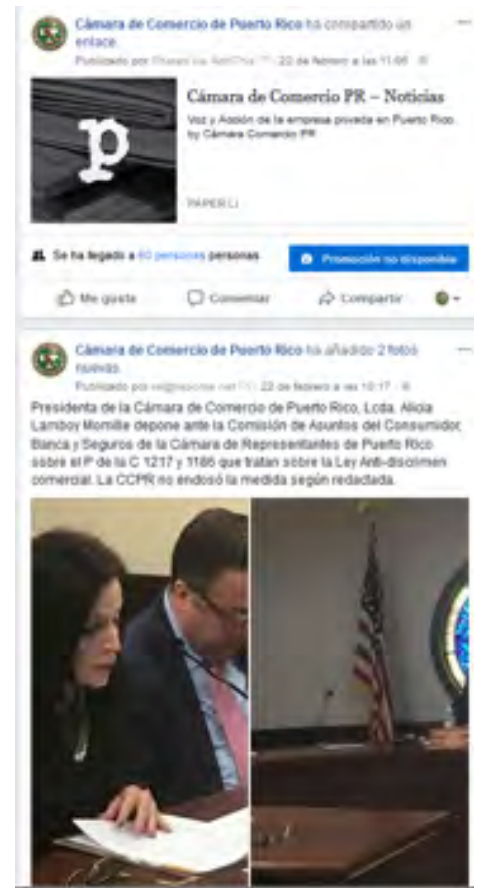 Cámara de Comercio de Puerto Rico ha compartido un
enlace.
Publicado por 22 de febrero a las 11:06
Cámara de Comercio PR – Noticias
Voz y Acción de la empresa privada en Puerto Rico
by Cámara Comercio PR
p
PAPER.LI
Se ha llegado a 60 personas personas
Promoción no disponible
Me gusta Comentar Compartir
Cámara de Comercio de Puerto Rico ha añadido 2 fotos
nuevas.
Publicado por 22 de febrero a las 10:17
Presidenta de la Cámara de Comercio de Puerto Rico, Lcda. Alicia
Lamboy Mombille depone ante la Comisión de Asuntos del Consumidor,
Banca y Seguros de la Cámara de Representantes de Puerto Rico
sobre el P de la C 1217 y 1186 que tratan sobre la Ley Anti-discrimen
comercial. La CCPR no endosó la medida según redactada.